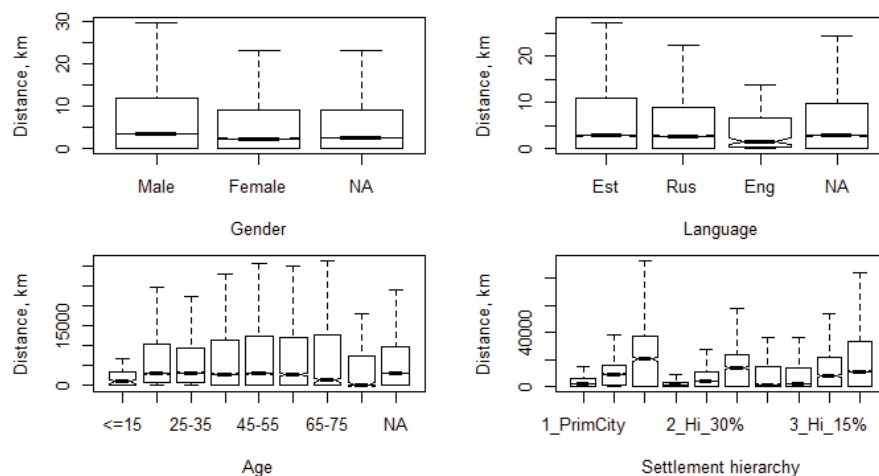 30
20
10
0
Distance, km
Male Female NA
Gender
20
10
0
Distance, km
Est Rus Eng NA
Language
15000
0
Distance, km
<=15 25-35 45-55 65-75 NA
Age
40000
0
Distance, km
1_PrimCity 2_Hi_30% 3_Hi_15%
Settlement hierarchy